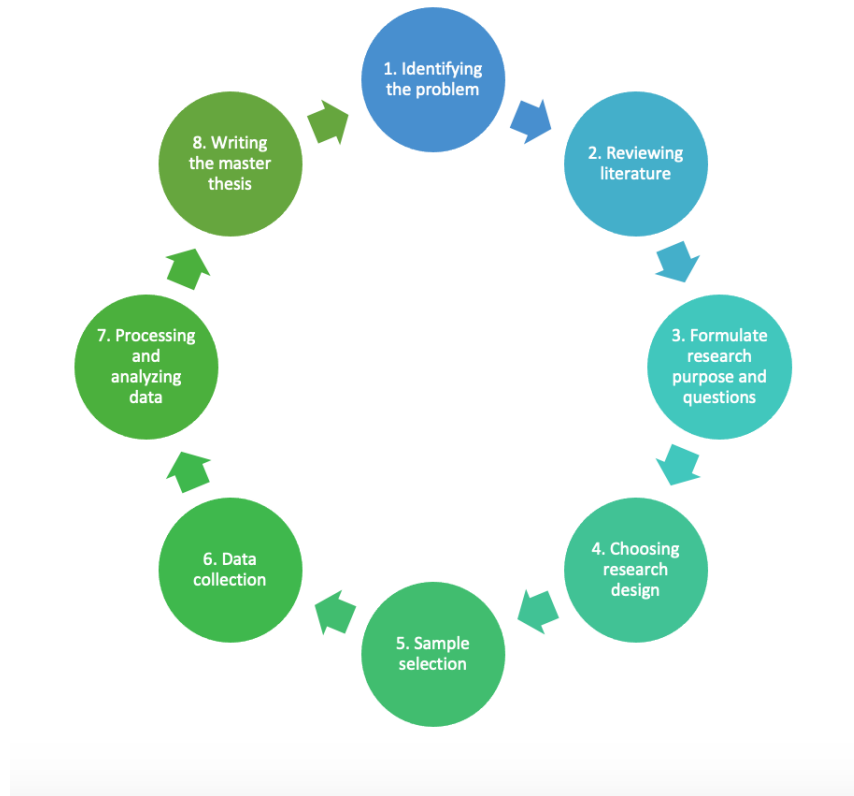 1. Identifying
the problem
2. Reviewing
literature
3. Formulate
research
purpose and
questions
4. Choosing
research
design
5. Sample
selection
6. Data
collection
7. Processing
and
analyzing
data
8. Writing
the master
thesis